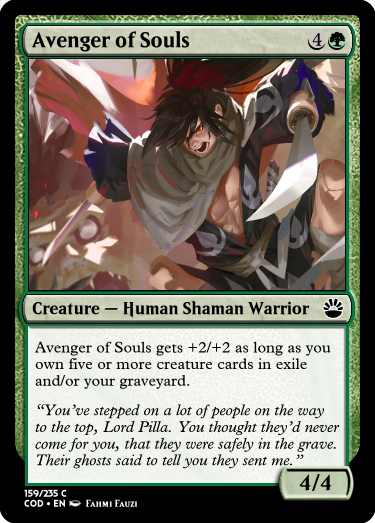 Avenger of Souls 4
Creature — Human Shaman Warrior
Avenger of Souls gets +2/+2 as long as you
own five or more creature cards in exile
and/or your graveyard.
“You’ve stepped on a lot of people on the way
to the top, Lord Pilla. You thought they’d never
come for you, that they were safely in the grave.
Their ghosts said to tell you they sent me.”
4/4
159/235 C
COD • EN Fahmi Fauzi